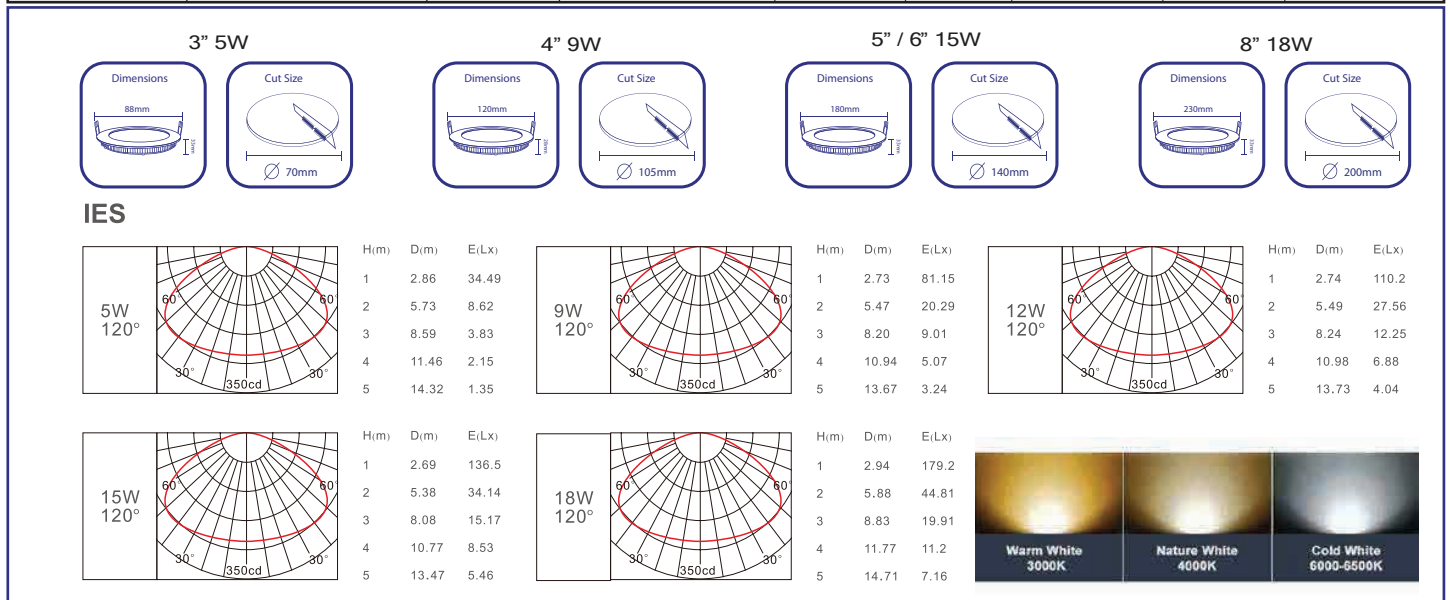 3” 5W
Dimensions
88mm
Cut Size
70mm
4” 9W
Dimensions
120mm
Cut Size
105mm
5” / 6” 15W
Dimensions
180mm
Cut Size
140mm
8” 18W
Dimensions
230mm
Cut Size
200mm
IES
5W
120°
60°
60°
30°
30°
350cd
H(m) D(m) E(Lx)
1 2.86 34.49
2 5.73 8.62
3 8.59 3.83
4 11.46 2.15
5 14.32 1.35
9W
120°
60°
60°
30°
30°
350cd
H(m) D(m) E(Lx)
1 2.73 81.15
2 5.47 20.29
3 8.20 9.01
4 10.94 5.07
5 13.67 3.24
12W
120°
60°
60°
30°
30°
350cd
H(m) D(m) E(Lx)
1 2.74 110.2
2 5.49 27.56
3 8.24 12.25
4 10.98 6.88
5 13.73 4.04
15W
120°
60°
60°
30°
30°
350cd
H(m) D(m) E(Lx)
1 2.69 136.5
2 5.38 34.14
3 8.08 15.17
4 10.77 8.53
5 13.47 5.46
18W
120°
60°
60°
30°
30°
350cd
H(m) D(m) E(Lx)
1 2.94 179.2
2 5.88 44.81
3 8.83 19.91
4 11.77 11.2
5 14.71 7.16
Warm White
3000K
Nature White
4000K
Cold White
6000-6500K